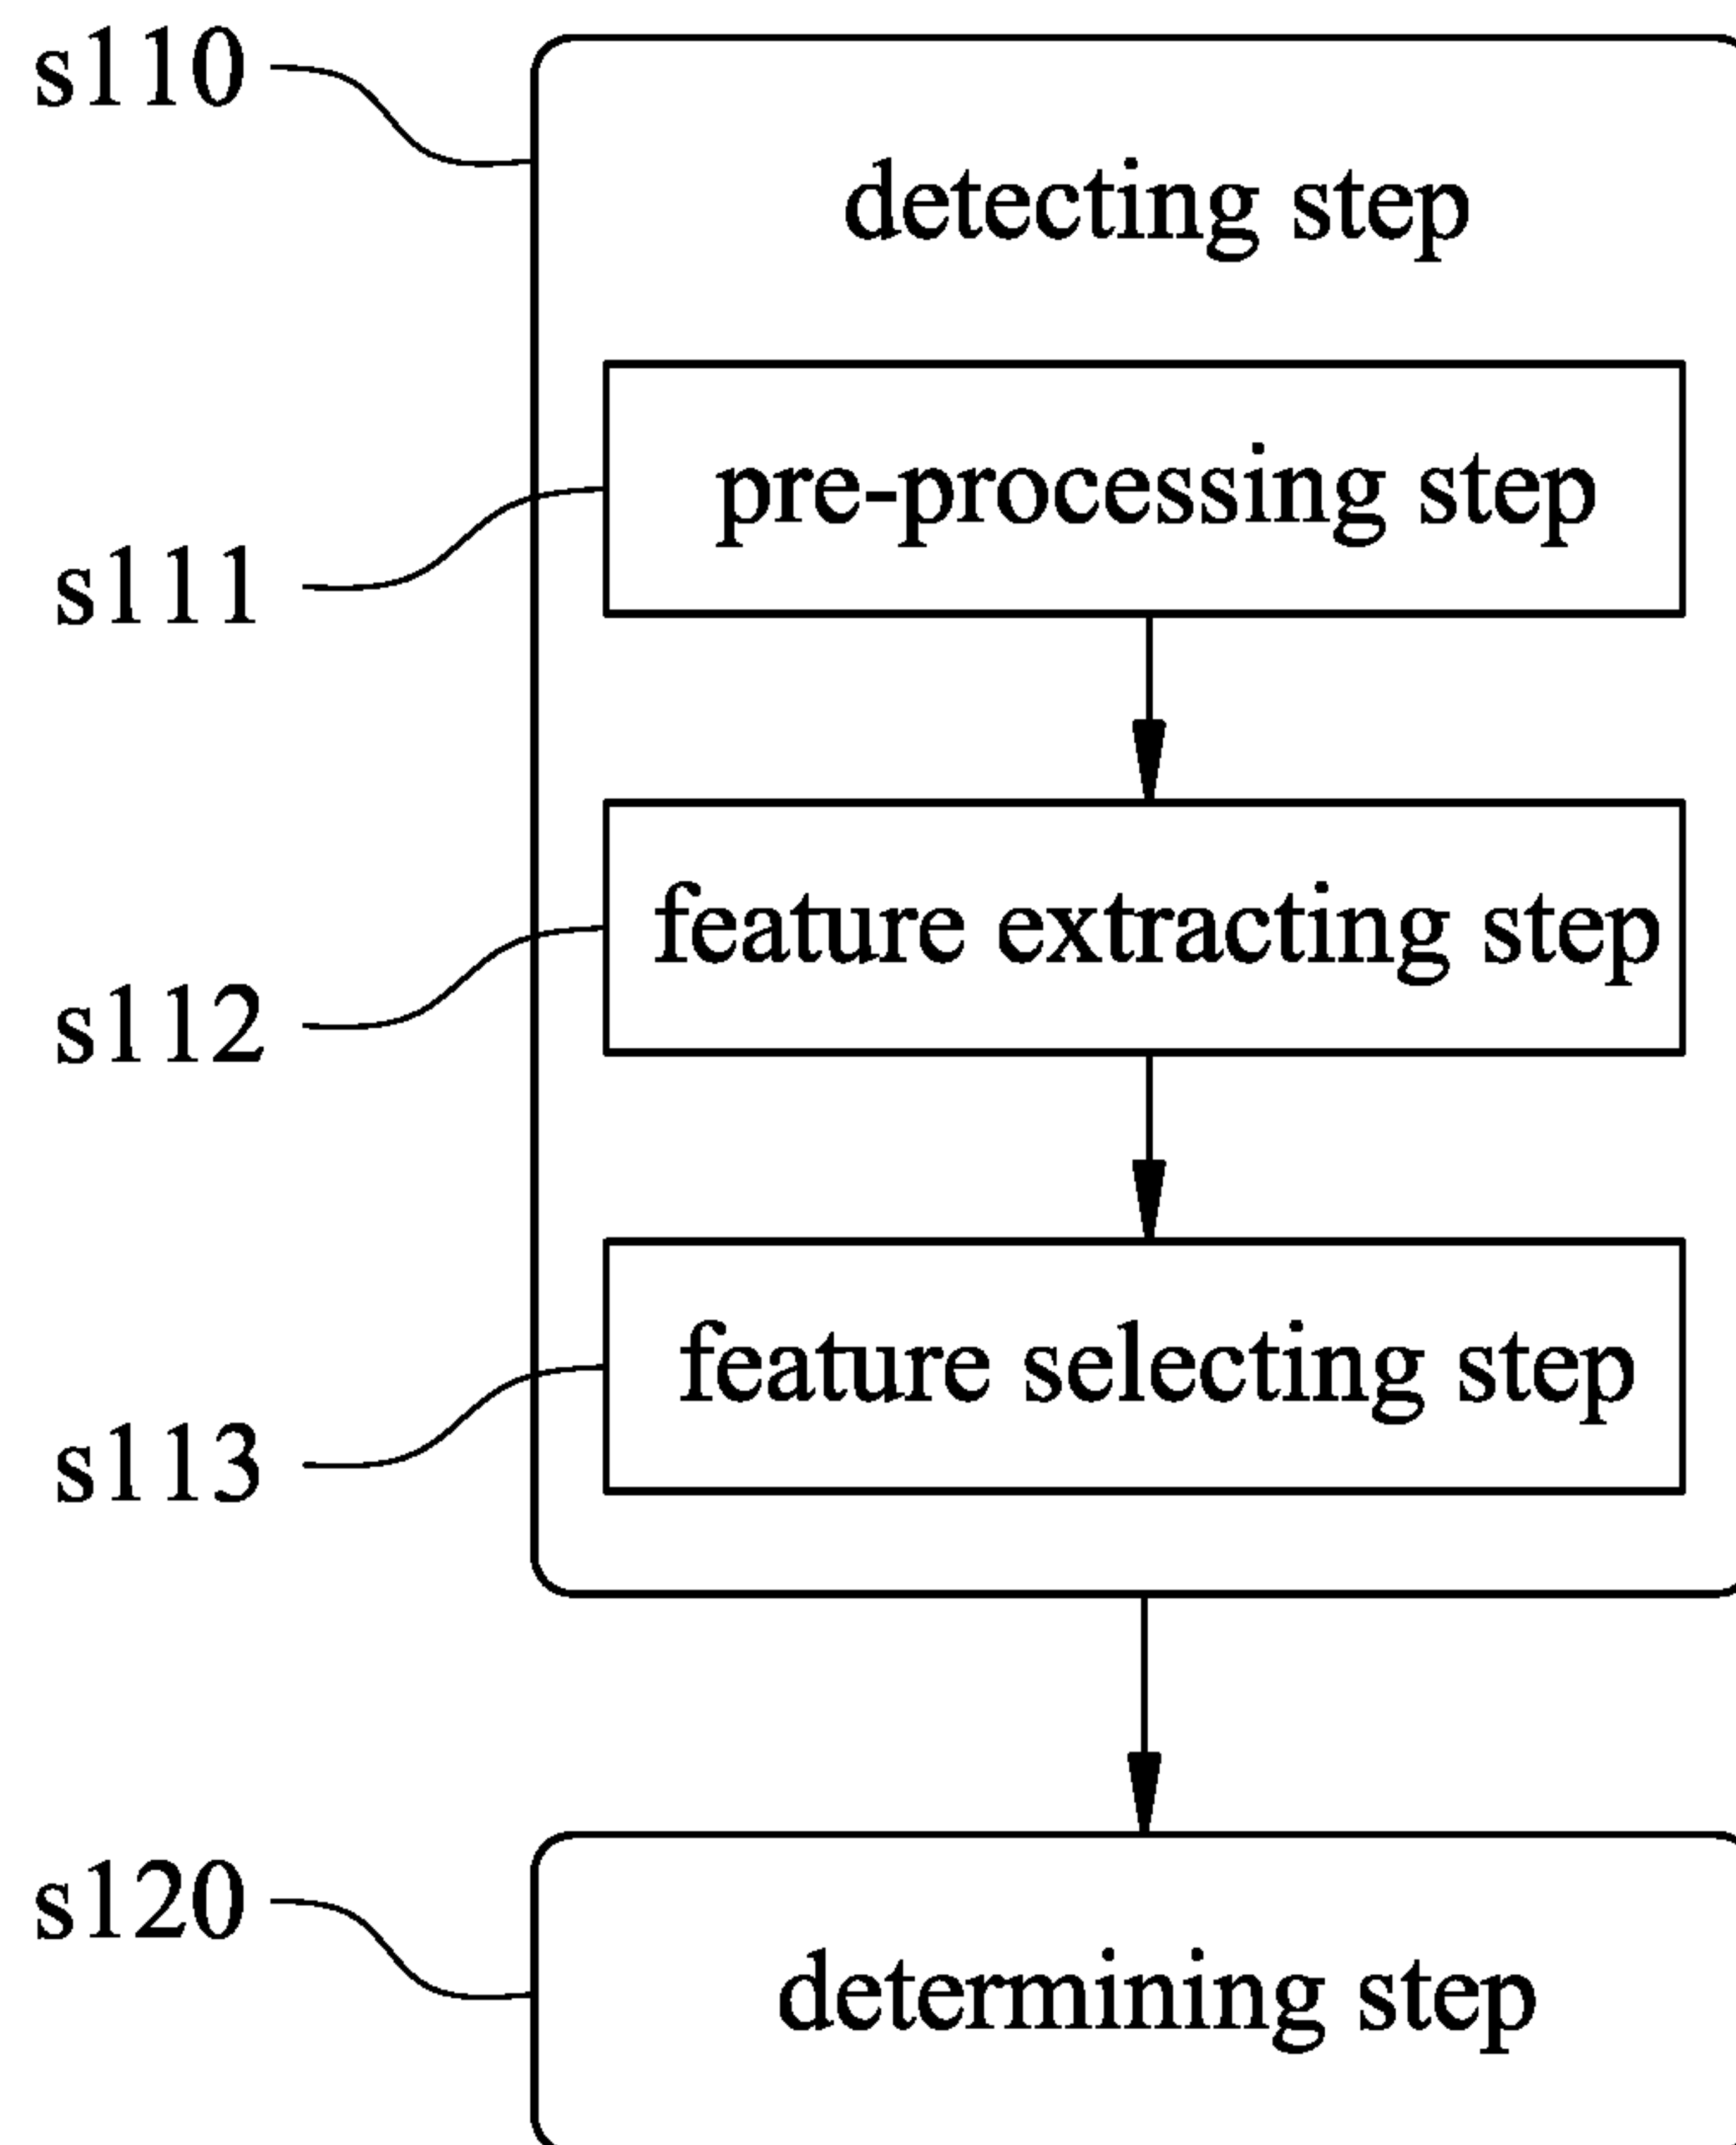 s110
detecting step
pre-processing step
s111
feature extracting step
s112
feature selecting step
s113
s120
determining step